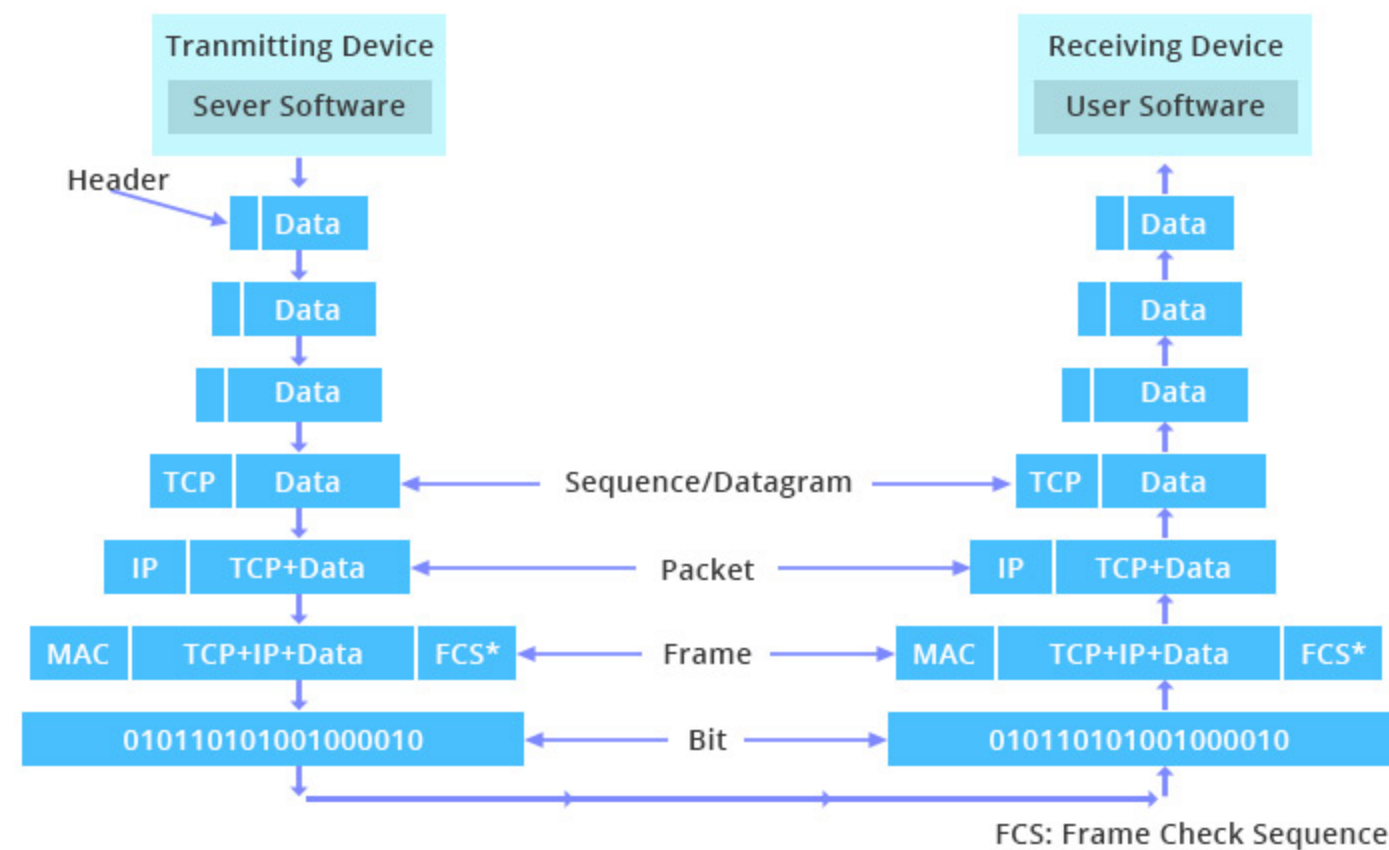 Tranmitting Device
Receiving Device
Sever Software
User Software
Header
Data
Data
Data
Data
Data
Data
TCP
Data
Sequence/Datagram
TCP
Data
IP
TCP+Data
Packet
IP
TCP+Data
MAC
TCP+IP+Data
FCS*
Frame
MAC
TCP+IP+Data
FCS*
010110101001000010
Bit
010110101001000010
FCS: Frame Check Sequence